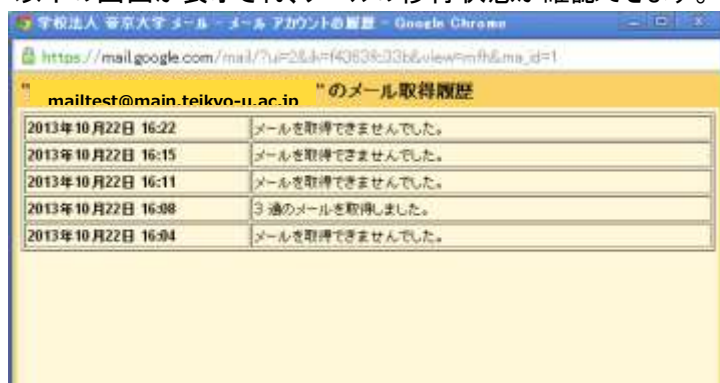 以下の画面が表示され、メールの移行状態が確認できます。
学校法人 帝京大学 メール - メール アカウントの履歴 - Google Chrome
https://mail.google.com/mail/?ui=2&ik=f43638c33b&view=mfh&ma_id=1
" mailtest@main.teikyo-u.ac.jp "のメール取得履歴
2013年10月22日 16:22 メールを取得できませんでした。
2013年10月22日 16:15 メールを取得できませんでした。
2013年10月22日 16:11 メールを取得できませんでした。
2013年10月22日 16:08 3 通のメールを取得しました。
2013年10月22日 16:04 メールを取得できませんでした。